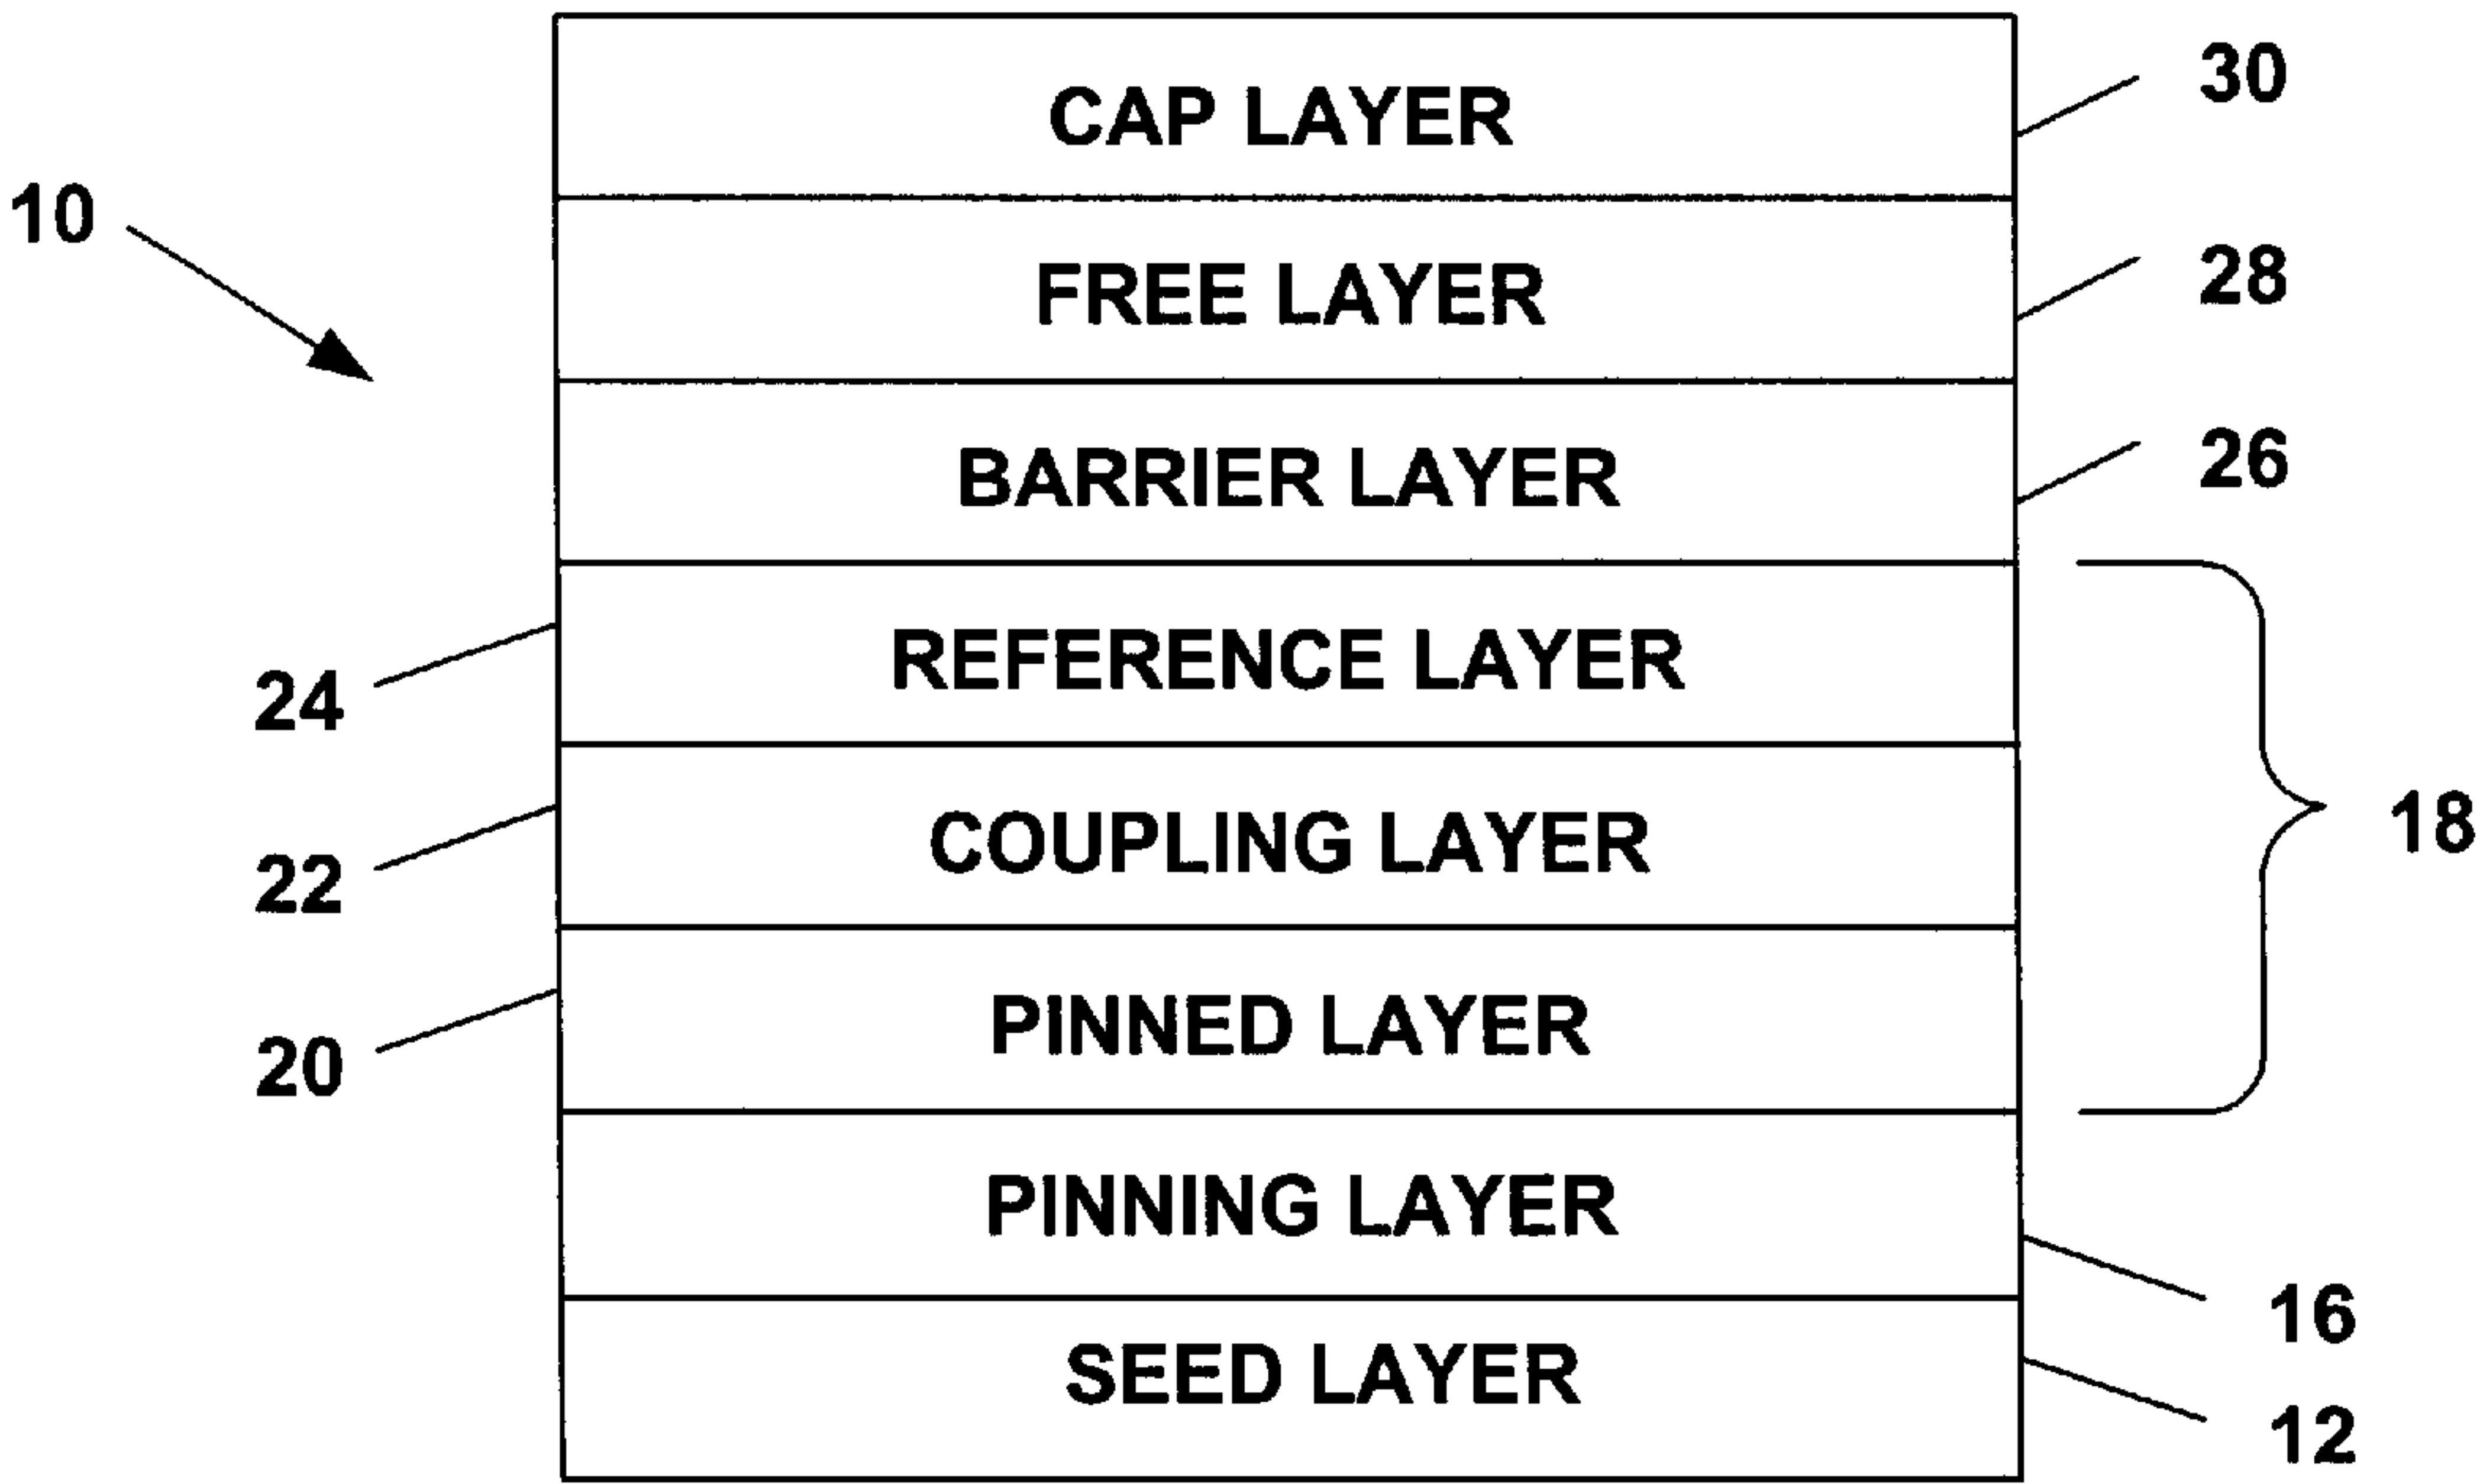 CAP LAYER
30
10
FREE LAYER
28
BARRIER LAYER
26
REFERENCE LAYER
24
COUPLING LAYER
22
18
PINNED LAYER
20
PINNING LAYER
16
SEED LAYER
12